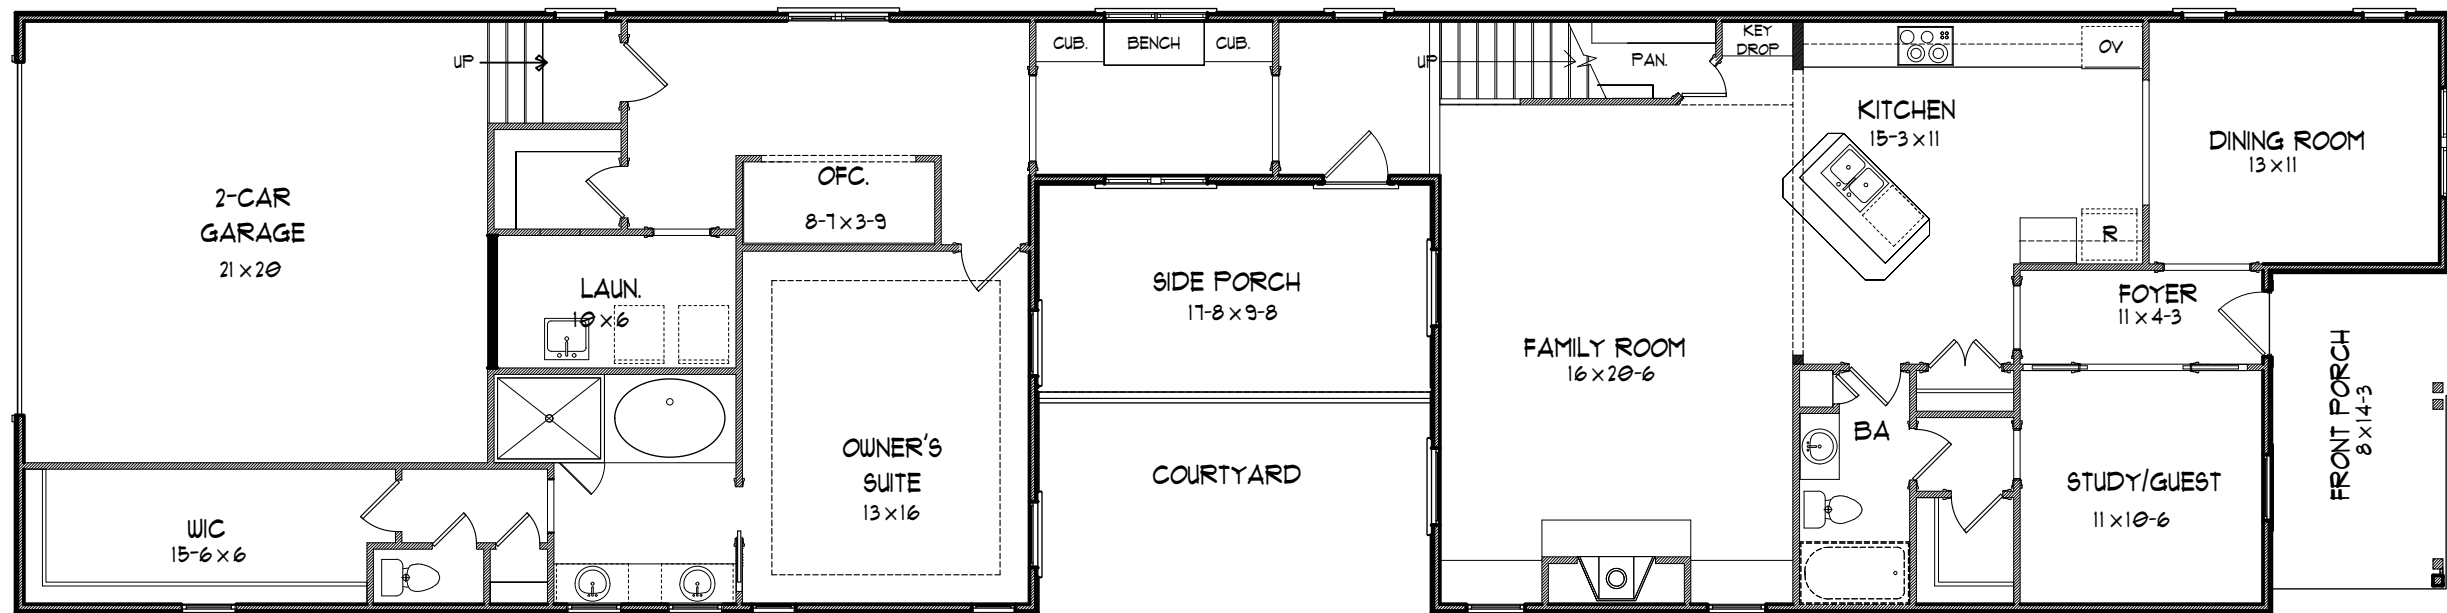 UP
2-CAR
GARAGE
21 x 20
LAUN.
10 x 6
WIC
15-6 x 6
OFC.
8-7 x 3-9
OWNER'S
SUITE
13 x 16
CUB.
BENCH
CUB.
SIDE PORCH
17-8 x 9-8
COURTYARD
UP
PAN.
KEY
DROP
FAMILY ROOM
16 x 20-6
KITCHEN
15-3 x 11
OV
R
BA
DINING ROOM
13 x 11
FOYER
11 x 4-3
STUDY/GUEST
11 x 10-6
FRONT PORCH
8 x 14-3